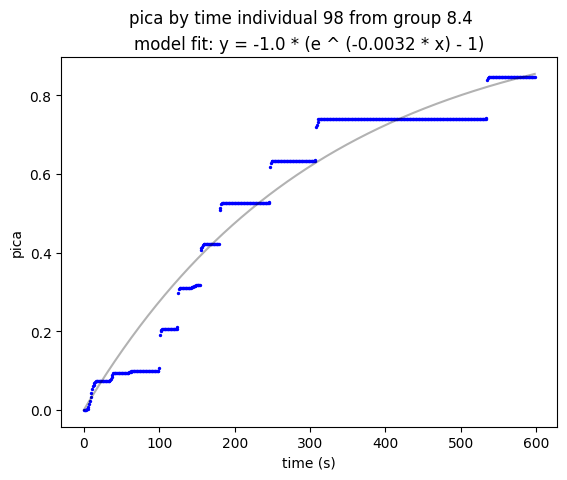 pica by time individual 98 from group 8.4
model fit: y = -1.0 * (e ^ (-0.0032 * x) - 1)
0.8
0.6
0.4
0.2
0.0
pica
0 100 200 300 400 500 600
time (s)